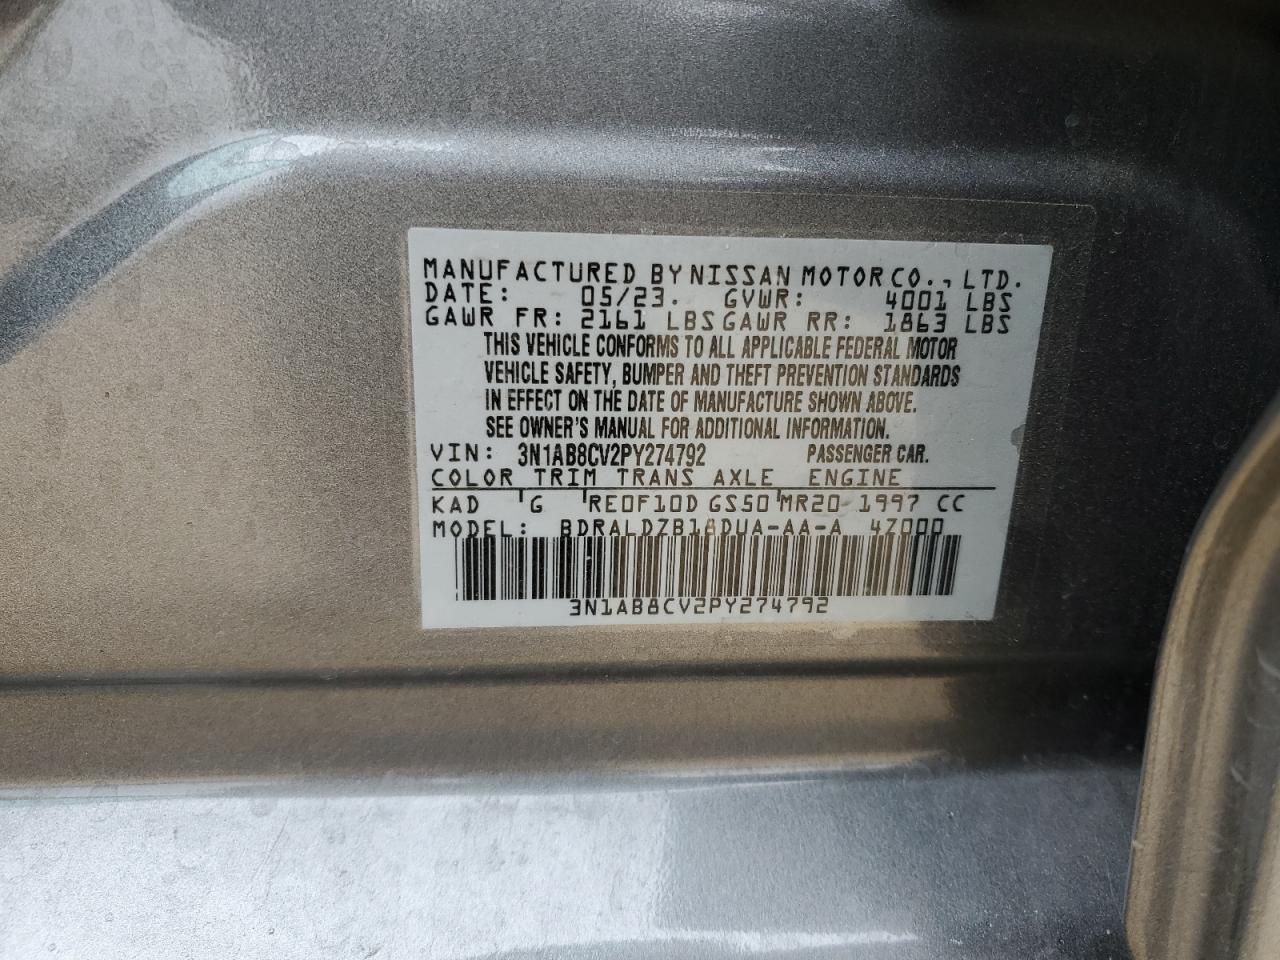 MANUFACTURED BY NISSAN MOTOR CO., LTD.
DATE: 05/23. GVWR: 4001 LBS
GAWR FR: 2161 LBS GAWR RR: 1863 LBS
THIS VEHICLE CONFORMS TO ALL APPLICABLE FEDERAL MOTOR
VEHICLE SAFETY, BUMPER AND THEFT PREVENTION STANDARDS
IN EFFECT ON THE DATE OF MANUFACTURE SHOWN ABOVE.
SEE OWNER'S MANUAL FOR ADDITIONAL INFORMATION.
VIN: 3N1AB8CV2PY274792 PASSENGER CAR.
COLOR TRIM TRANS AXLE ENGINE
KAD G RE0F10D GS50 MR20 1997 CC
MODEL: BDRALDZB18DUA-AA-A 4Z000
3N1AB8CV2PY274792